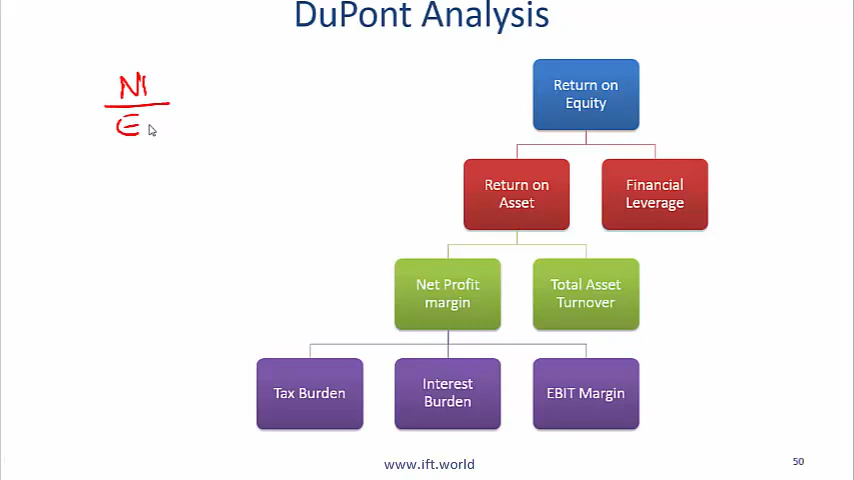 DuPont Analysis
NI
E
Return on
Equity
Return on
Asset
Financial
Leverage
Net Profit
margin
Total Asset
Turnover
Tax Burden
Interest
Burden
EBIT Margin
www.ift.world
50